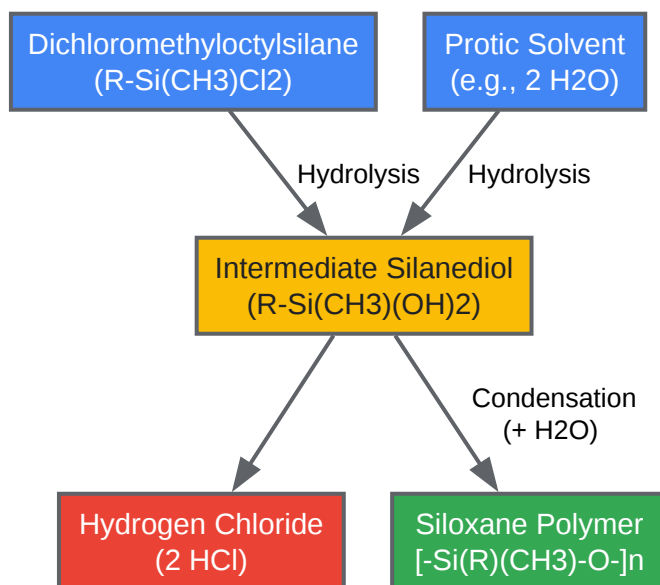 Dichloromethyloctylsilane
(R-Si(CH3)Cl2)
Protic Solvent
(e.g., 2 H2O)
Hydrolysis
Hydrolysis
Intermediate Silanediol
(R-Si(CH3)(OH)2)
Condensation
(+ H2O)
Hydrogen Chloride
(2 HCl)
Siloxane Polymer
[-Si(R)(CH3)-O-]n